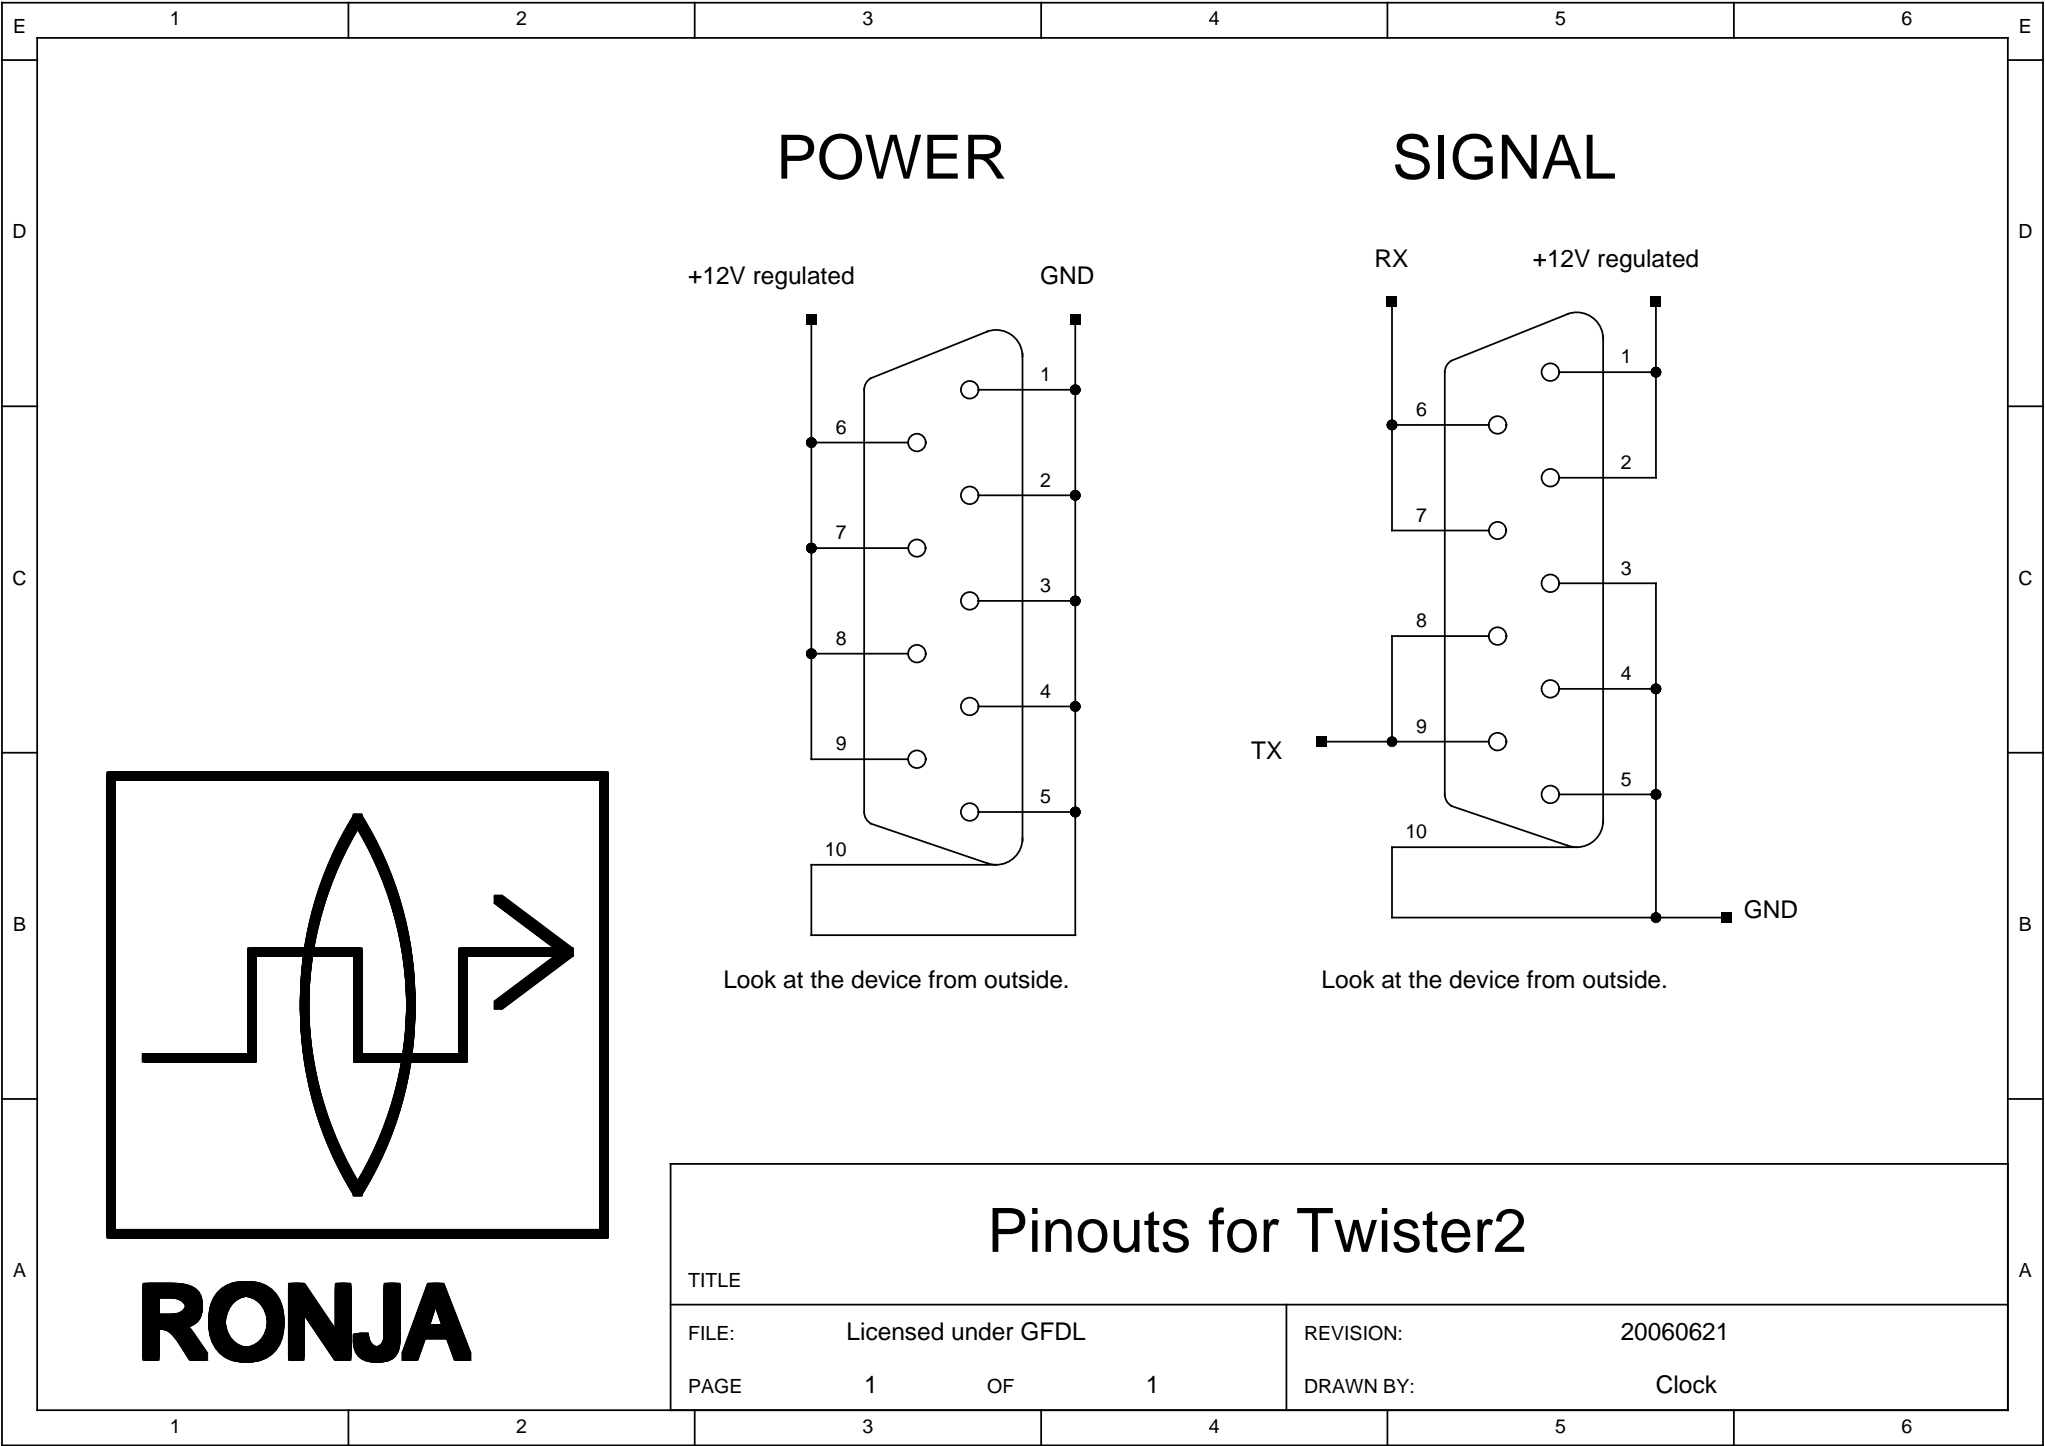 1 2 3 4 5 6
E E
POWER SIGNAL
D D
RX +12V regulated
+12V regulated GND
1
1
6
6
2
2
7
7
C C
3
3
8
8
4
4
9
9
TX
5
5
10
10
B B
GND
Look at the device from outside. Look at the device from outside.
Pinouts for Twister2
A A
TITLE
RONJA
FILE: Licensed under GFDL REVISION: 20060621
PAGE 1 OF 1 DRAWN BY: Clock
1 2 3 4 5 6